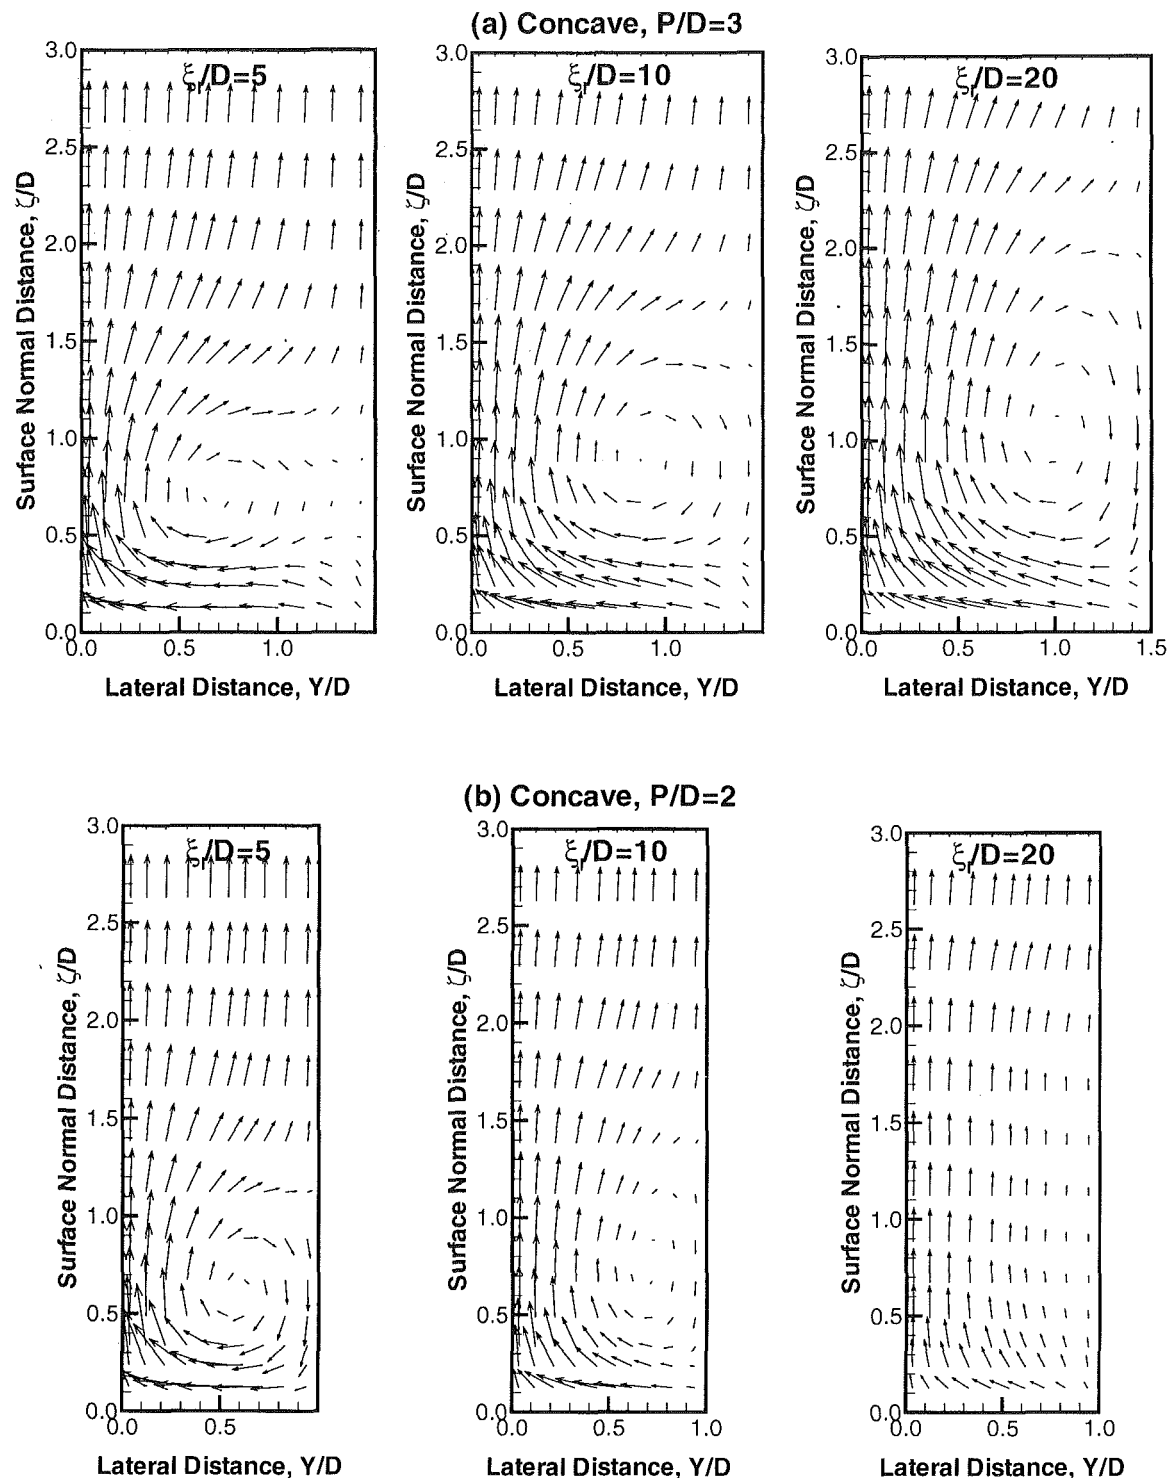 (a) Concave, P/D=3
ξr/D=5
ξr/D=10
ξr/D=20
Surface Normal Distance, ζ/D
3.0
2.5
2.0
1.5
1.0
0.5
0.0
0.0 0.5 1.0
Lateral Distance, Y/D
Surface Normal Distance, ζ/D
3.0
2.5
2.0
1.5
1.0
0.5
0.0
0.0 0.5 1.0
Lateral Distance, Y/D
Surface Normal Distance, ζ/D
3.0
2.5
2.0
1.5
1.0
0.5
0.0
0.0 0.5 1.0 1.5
Lateral Distance, Y/D
(b) Concave, P/D=2
ξr/D=5
ξr/D=10
ξr/D=20
Surface Normal Distance, ζ/D
3.0
2.5
2.0
1.5
1.0
0.5
0.0
0.0 0.5
Lateral Distance, Y/D
Surface Normal Distance, ζ/D
3.0
2.5
2.0
1.5
1.0
0.5
0.0
0.0 0.5 1.0
Lateral Distance, Y/D
Surface Normal Distance, ζ/D
3.0
2.5
2.0
1.5
1.0
0.5
0.0
0.0 0.5 1.0
Lateral Distance, Y/D